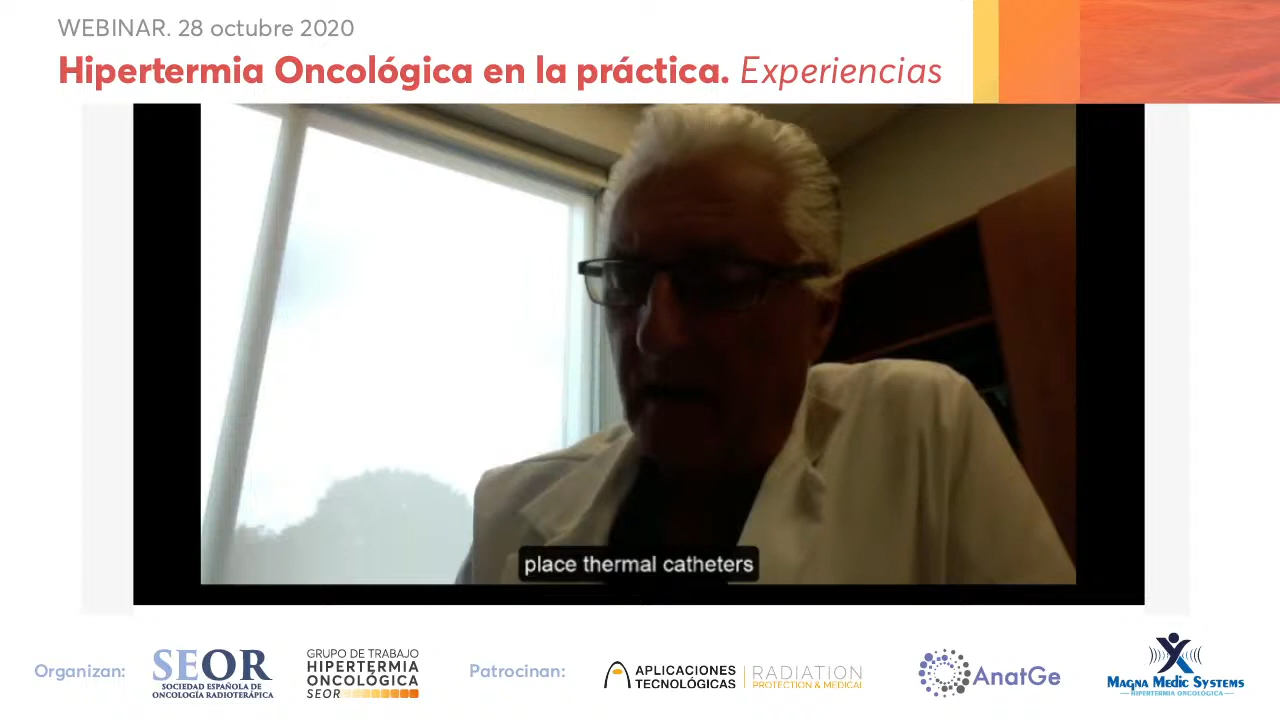 WEBINAR. 28 octubre 2020
Hipertermia Oncológica en la práctica. Experiencias
place thermal catheters
Organizan:
SEOR
SOCIEDAD ESPAÑOLA DE
ONCOLOGÍA RADIOTERÁPICA
GRUPO DE TRABAJO
HIPERTERMIA
ONCOLÓGICA
SEOR
Patrocinan:
APLICACIONES
TECNOLÓGICAS
RADIATION
PROTECTION & MEDICAL
AnatGe
MAGNA MEDIC SYSTEMS
HIPERTERMIA ONCOLÓGICA